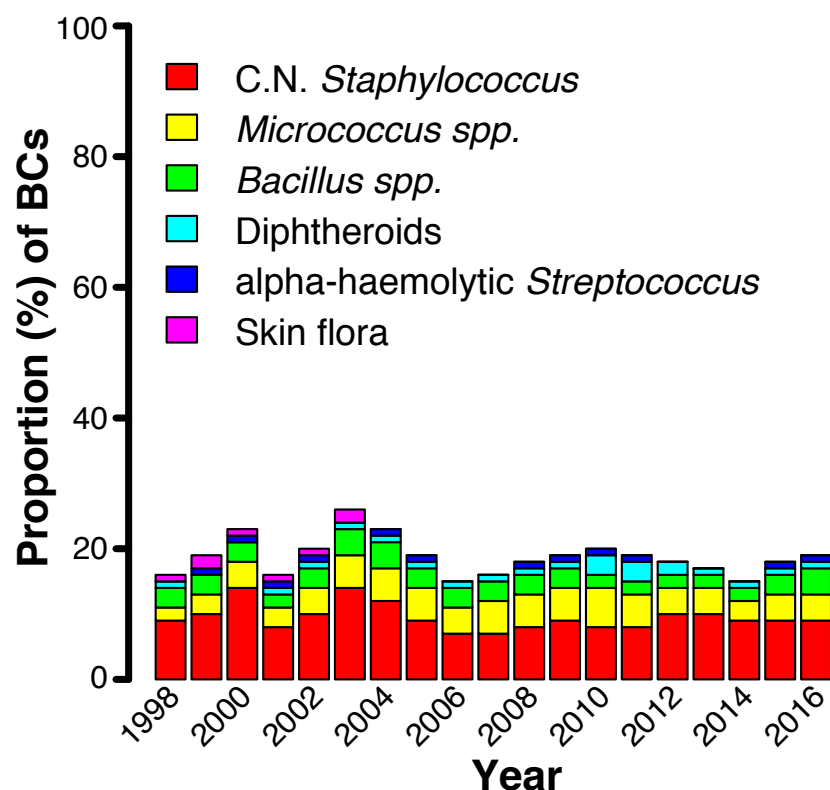 Proportion (%) of BCs
100
80
60
40
20
0
C.N. Staphylococcus
Micrococcus spp.
Bacillus spp.
Diphtheroids
alpha-haemolytic Streptococcus
Skin flora
1998
2000
2002
2004
2006
2008
2010
2012
2014
2016
Year